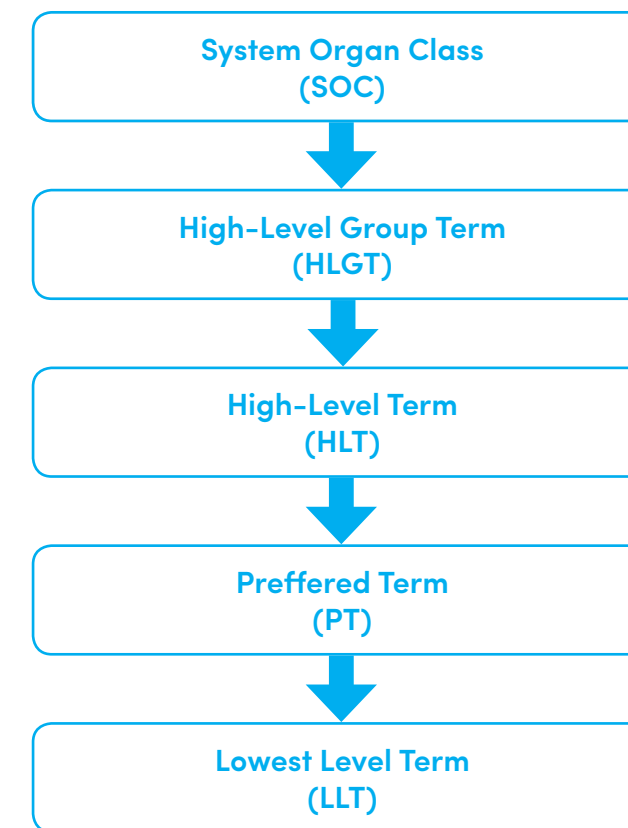 System Organ Class
(SOC)
High-Level Group Term
(HLGT)
High-Level Term
(HLT)
Preffered Term
(PT)
Lowest Level Term
(LLT)